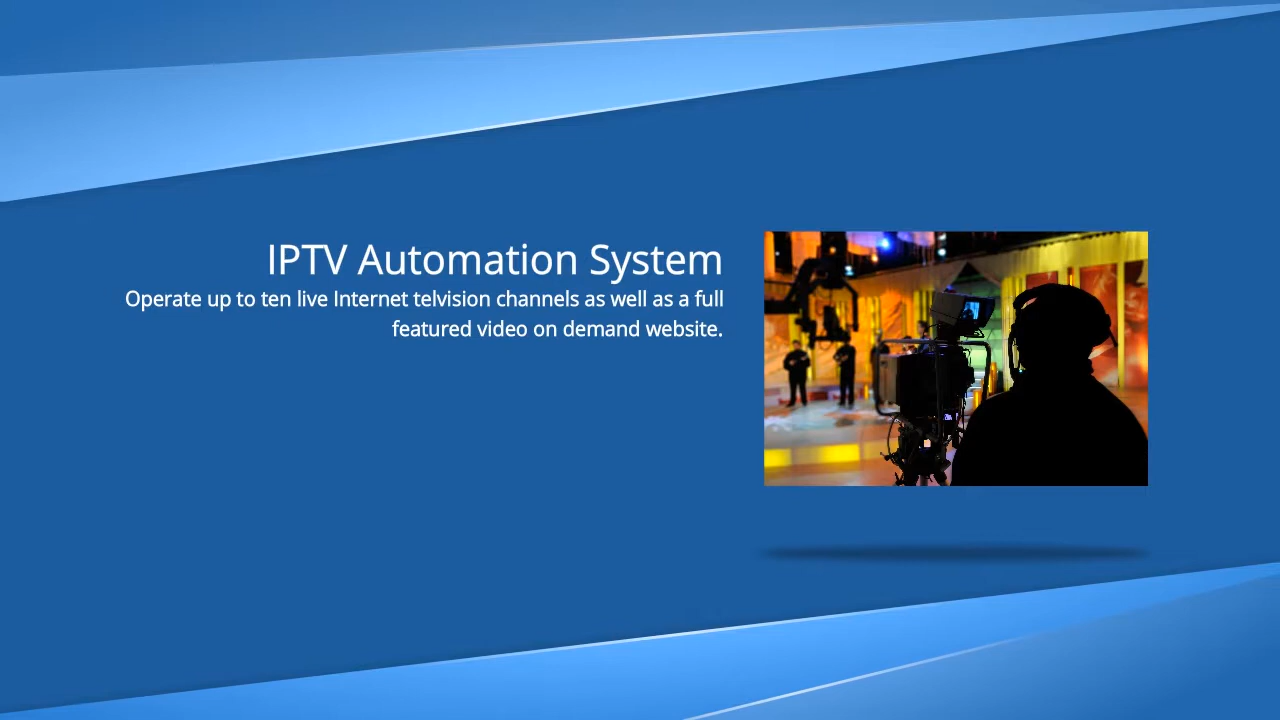 IPTV Automation System
Operate up to ten live Internet telvision channels as well as a full
featured video on demand website.